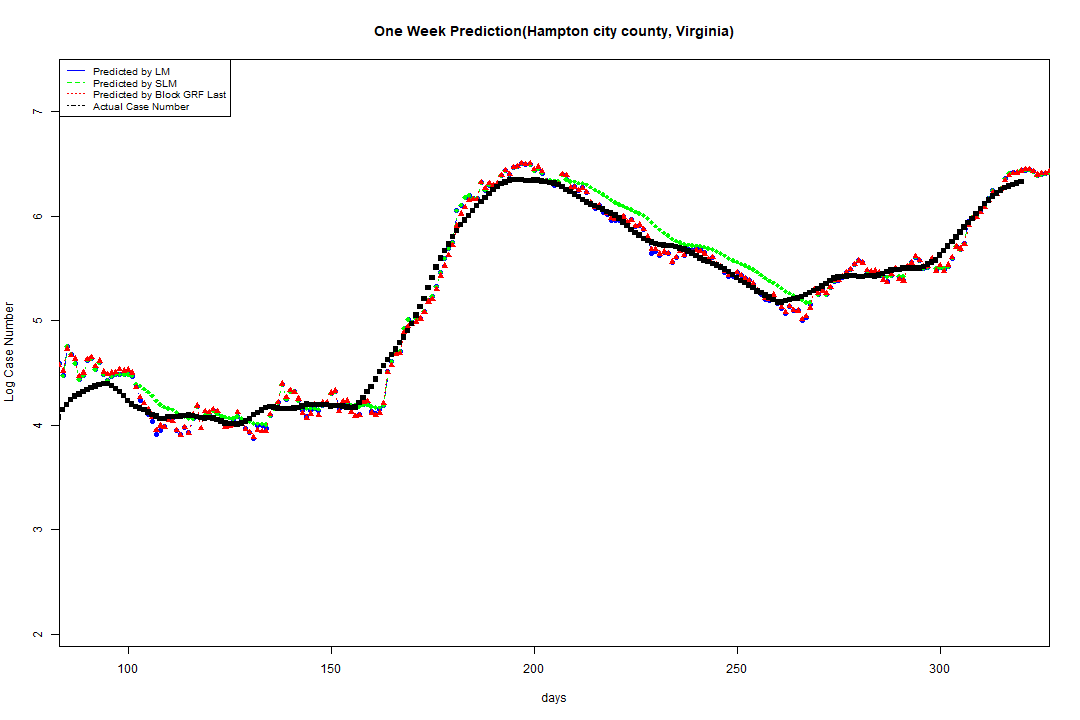 One Week Prediction(Hampton city county, Virginia)
Predicted by LM
Predicted by SLM
Predicted by Block GRF Last
Actual Case Number
7
6
5
4
3
2
Log Case Number
100 150 200 250 300
days